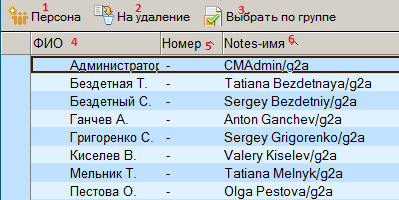 1 Персона 2 На удаление 3 Выбрать по группе
ФИО 4 Номер 5 Notes-имя 6
Администратор - CMAdmin/g2a
Бездетная Т. - Tatiana Bezdetnaya/g2a
Бездетный С. - Sergey Bezdetniy/g2a
Ганчев А. - Anton Ganchev/g2a
Григоренко С. - Sergey Grigorenko/g2a
Киселев В. - Valery Kiselev/g2a
Мельник Т. - Tatiana Melnyk/g2a
Пестова О. - Olga Pestova/g2a